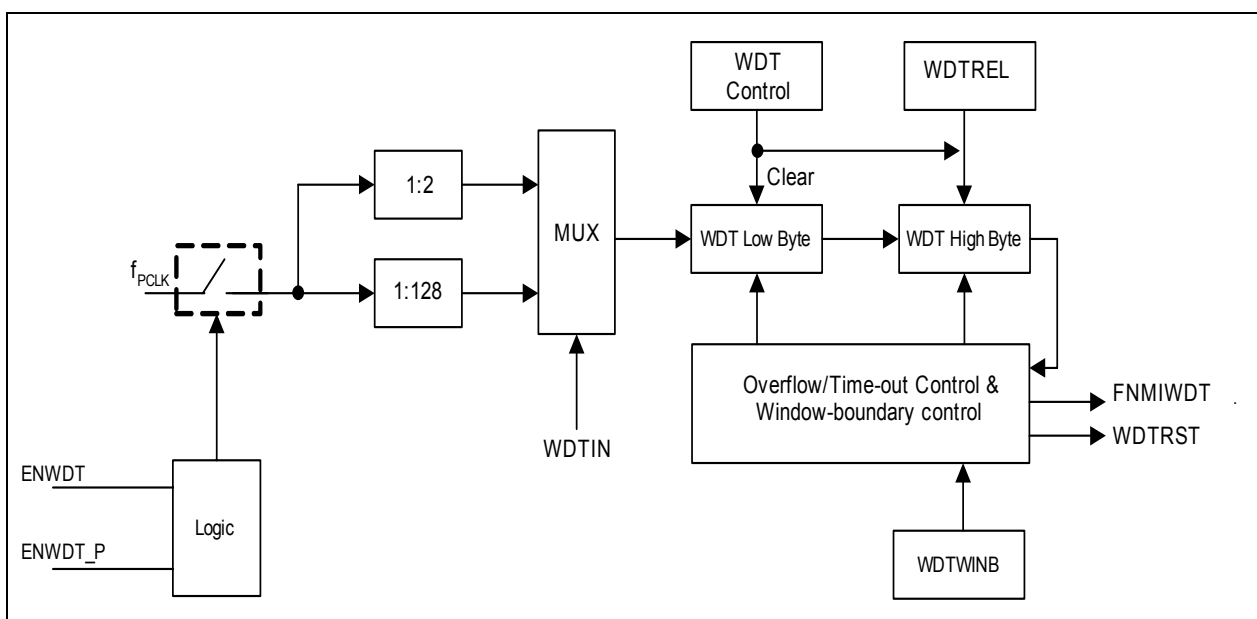 WDT
Control
WDTREL
1:2
Clear
MUX
WDT Low Byte
WDT High Byte
f_PCLK
1:128
Overflow/Time-out Control &
Window-boundary control
FNMIWDT .
WDTRST
WDTIN
ENWDT
Logic
ENWDT_P
WDTWINB